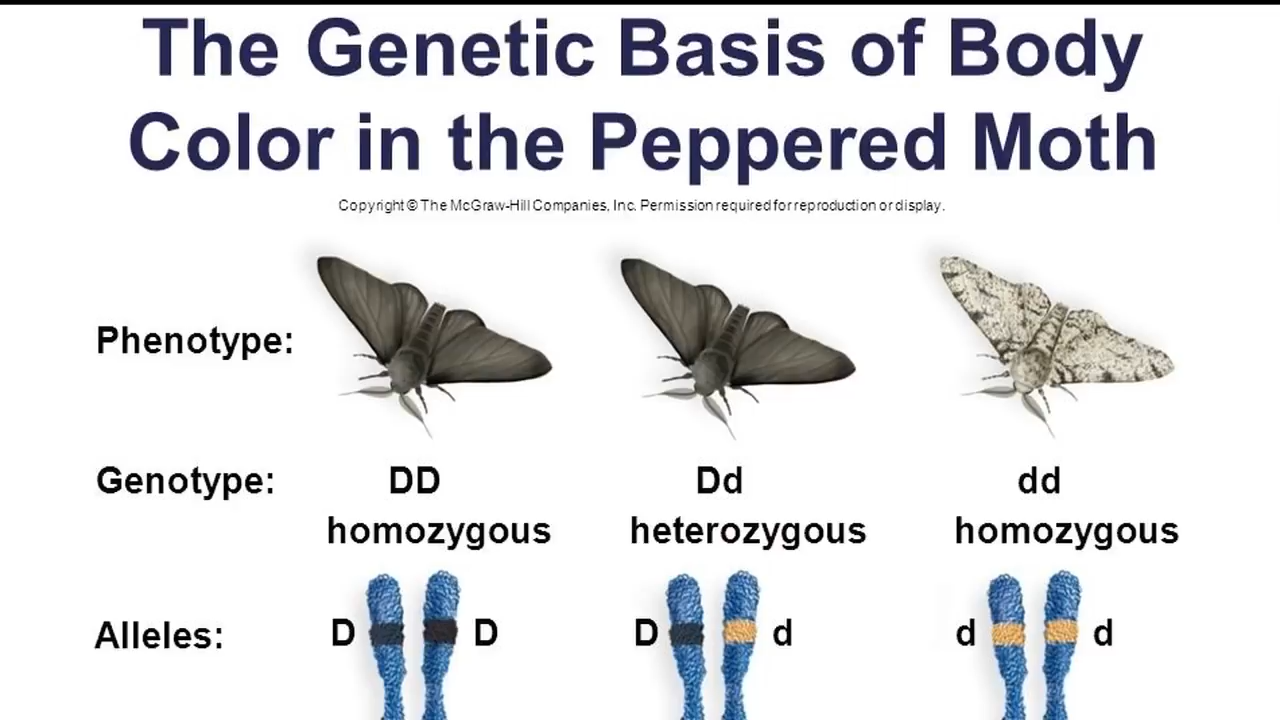 The Genetic Basis of Body
Color in the Peppered Moth
Copyright © The McGraw-Hill Companies, Inc. Permission required for reproduction or display.
Phenotype:
Genotype: DD Dd dd
homozygous heterozygous homozygous
Alleles: D D D d d d